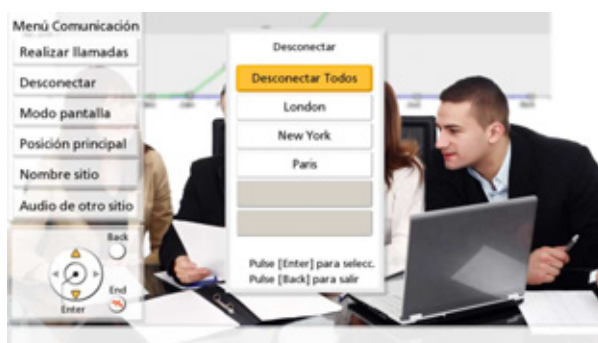 Menú Comunicación
Realizar llamadas
Desconectar
Modo pantalla
Posición principal
Nombre sitio
Audio de otro sitio
Back
End
Enter
Desconectar
Desconectar Todos
London
New York
Paris
Pulse [Enter] para selecc.
Pulse [Back] para salir